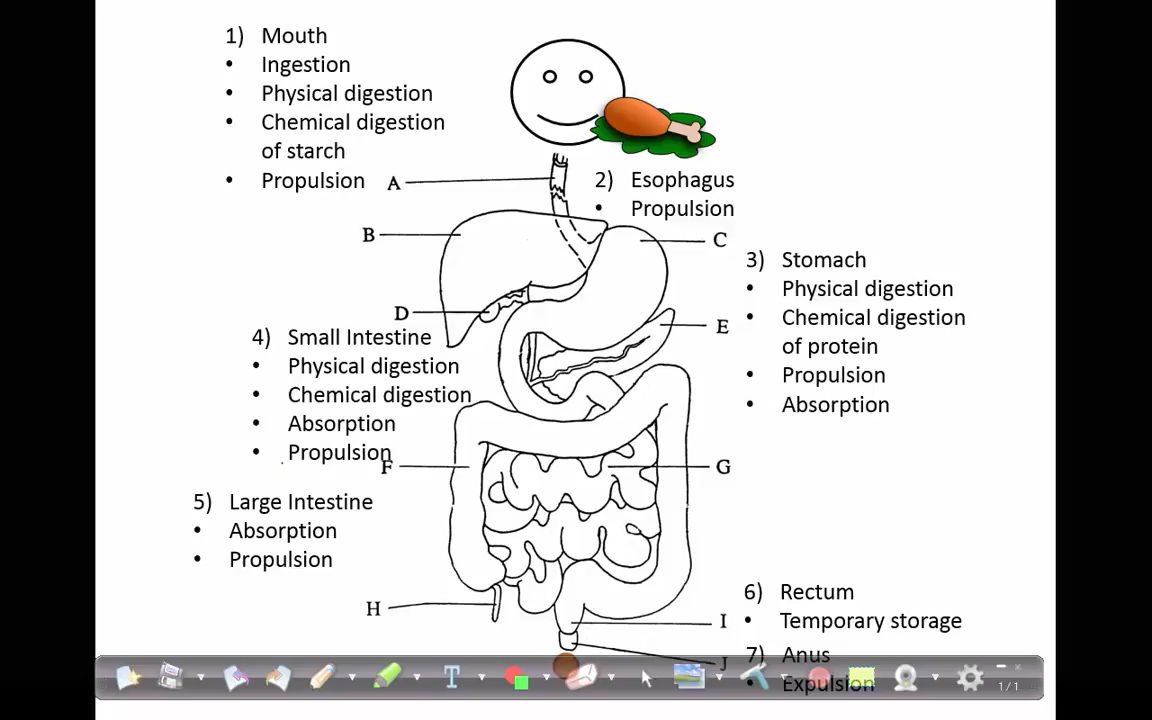 1) Mouth
• Ingestion
• Physical digestion
• Chemical digestion
of starch
• Propulsion
A
2) Esophagus
• Propulsion
B
C
3) Stomach
• Physical digestion
• Chemical digestion
of protein
• Propulsion
• Absorption
D
E
4) Small Intestine
• Physical digestion
• Chemical digestion
• Absorption
• Propulsion
F
G
5) Large Intestine
• Absorption
• Propulsion
H
6) Rectum
• Temporary storage
I
J
7) Anus
• Expulsion
T
1/1